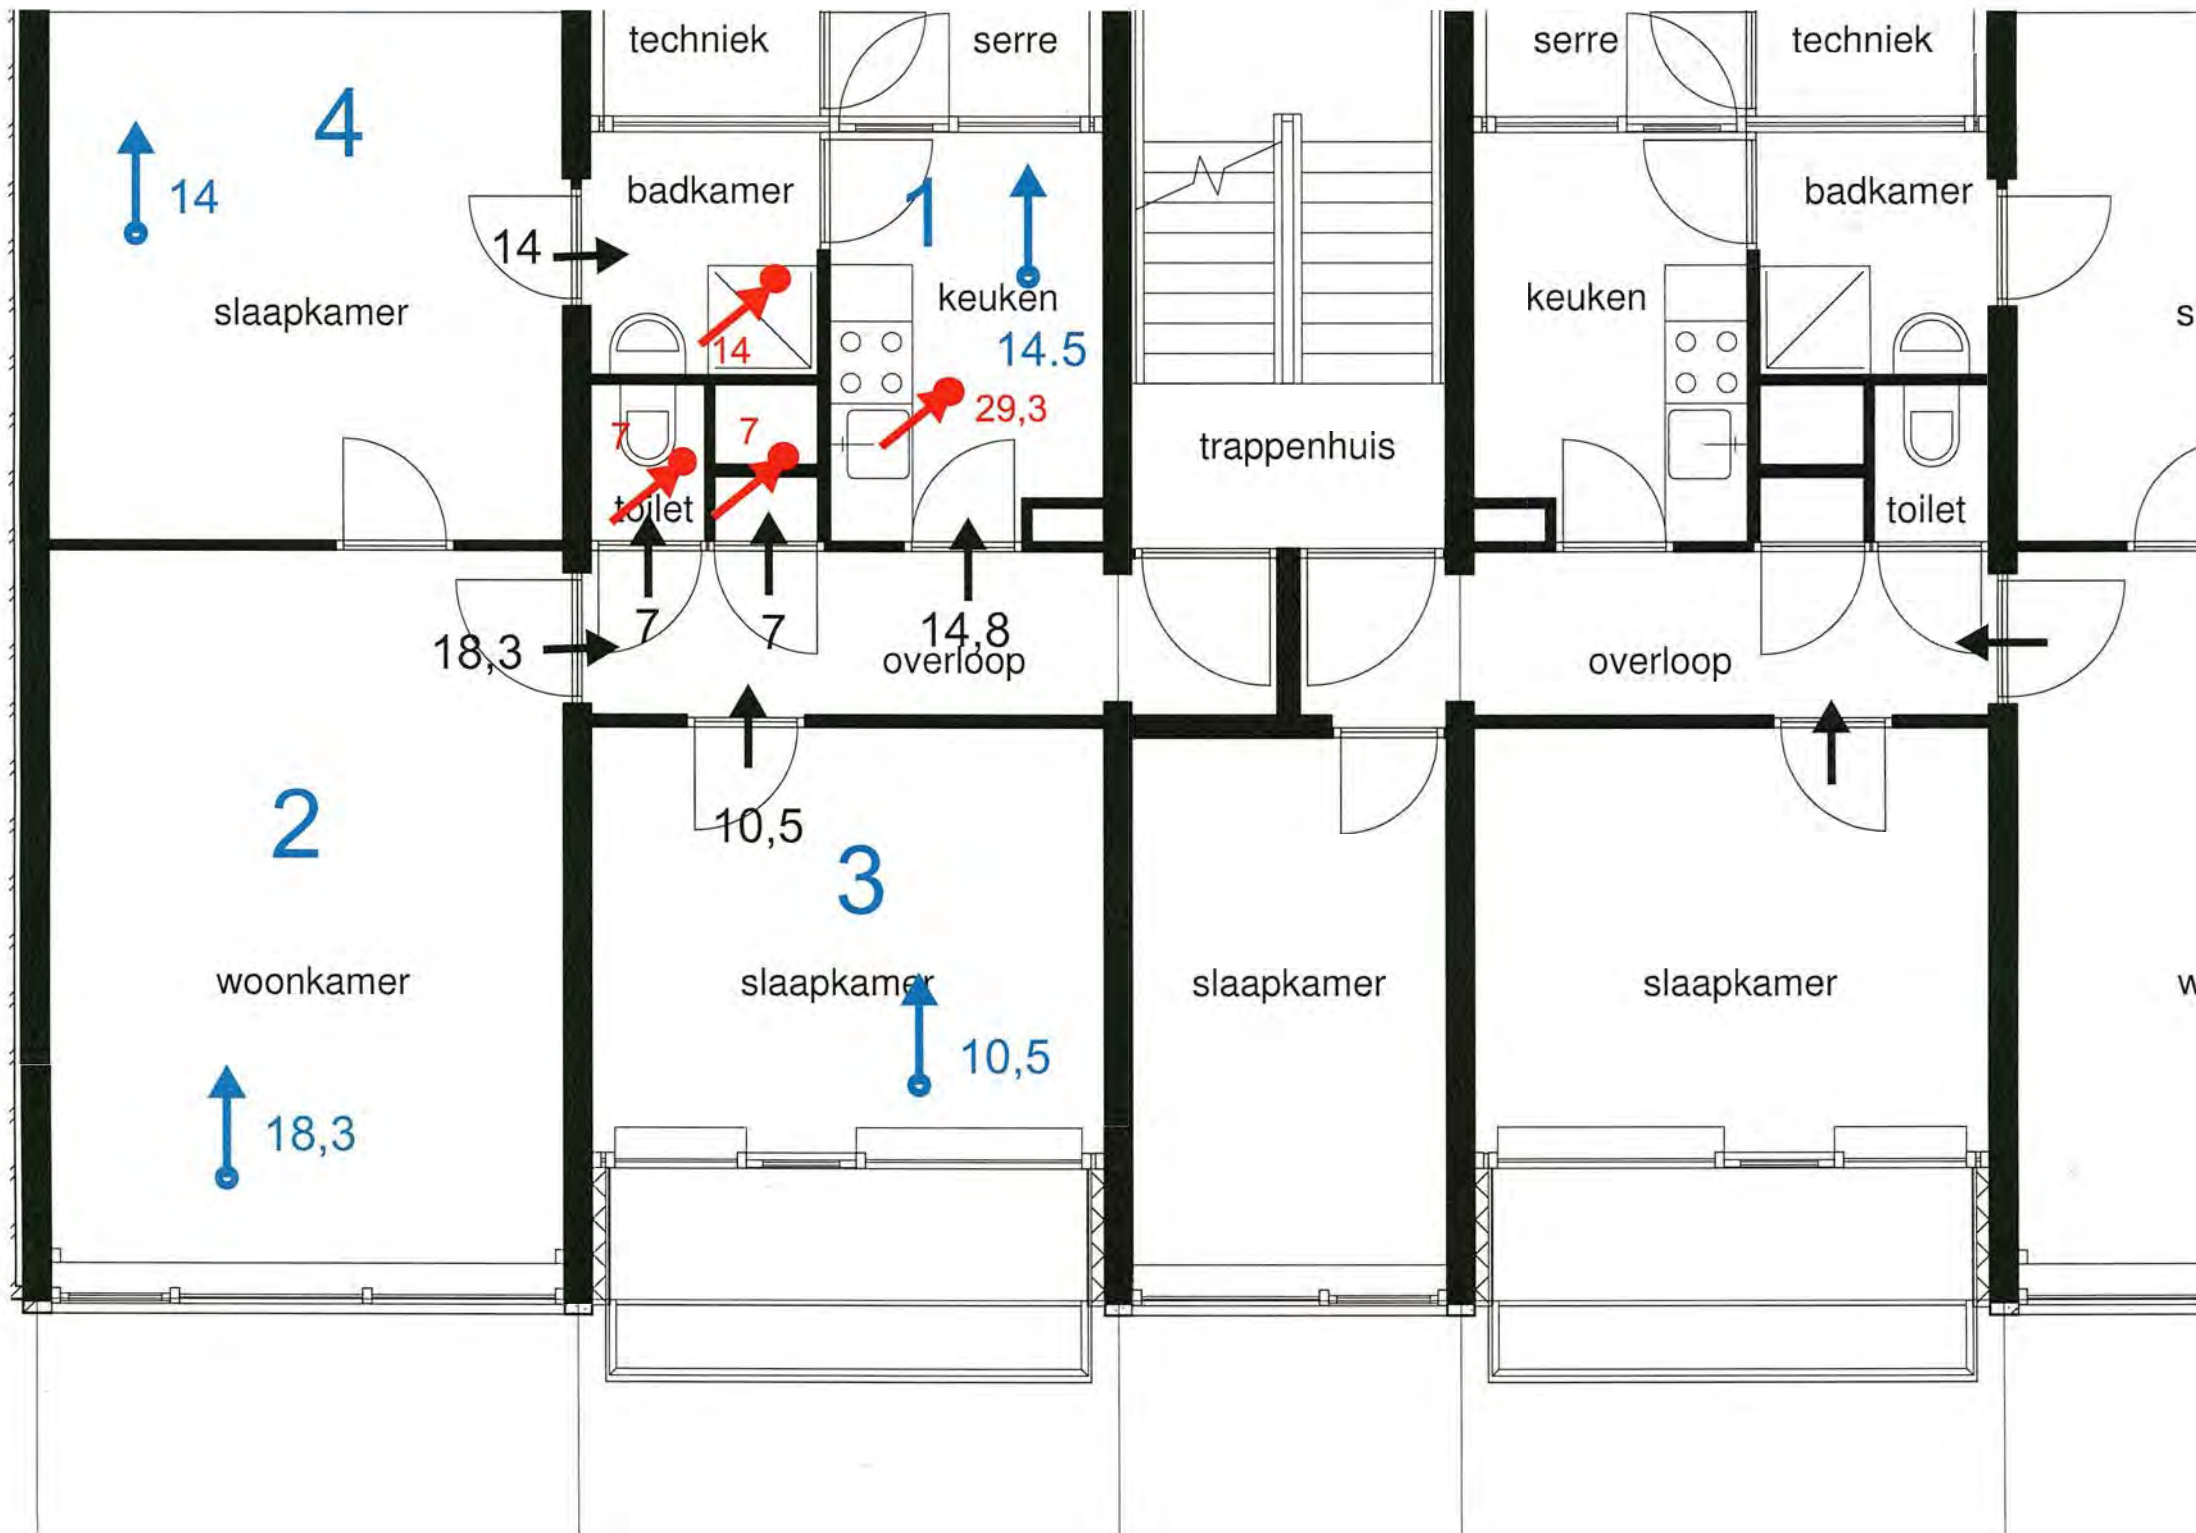 techniek
serre
serre
techniek
4
14
badkamer
1
badkamer
14
slaapkamer
keuken
keuken
s
14
14.5
7
7
29,3
trappenhuis
toilet
toilet
18,3
7
7
14,8
overloop
overloop
10,5
2
3
woonkamer
slaapkamer
slaapkamer
slaapkamer
w
10,5
18,3